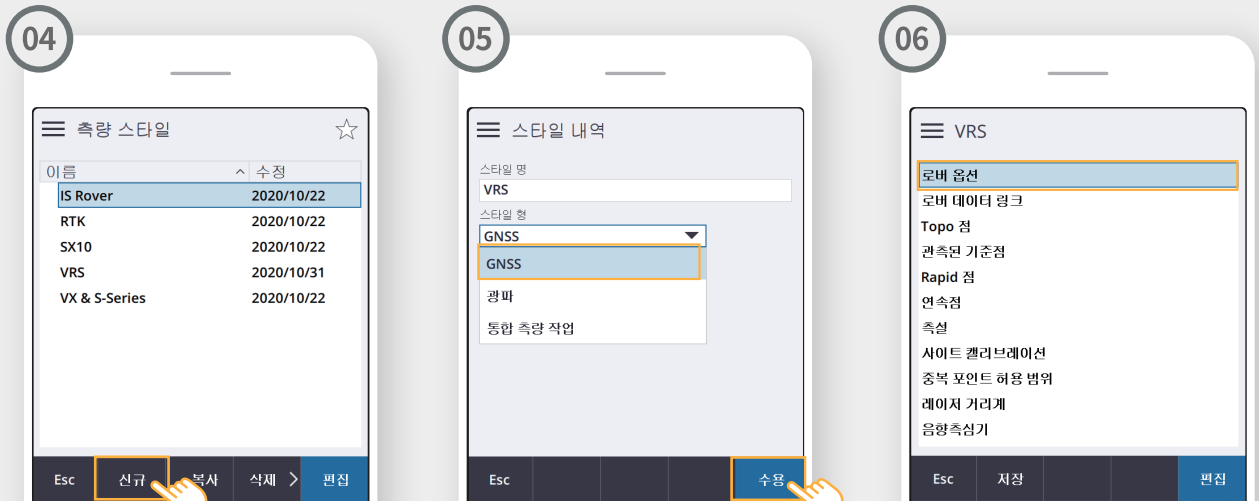 04
측량 스타일
이름 수정
IS Rover 2020/10/22
RTK 2020/10/22
SX10 2020/10/22
VRS 2020/10/31
VX & S-Series 2020/10/22
Esc 신규 복사 삭제 > 편집
05
스타일 내역
스타일 명
VRS
스타일 형
GNSS
GNSS
광파
통합 측량 작업
Esc 수용
06
VRS
로버 옵션
로버 데이터 링크
Topo 점
관측된 기준점
Rapid 점
연속점
측설
사이트 캘리브레이션
중복 포인트 허용 범위
레이저 거리계
음향측심기
Esc 저장 편집